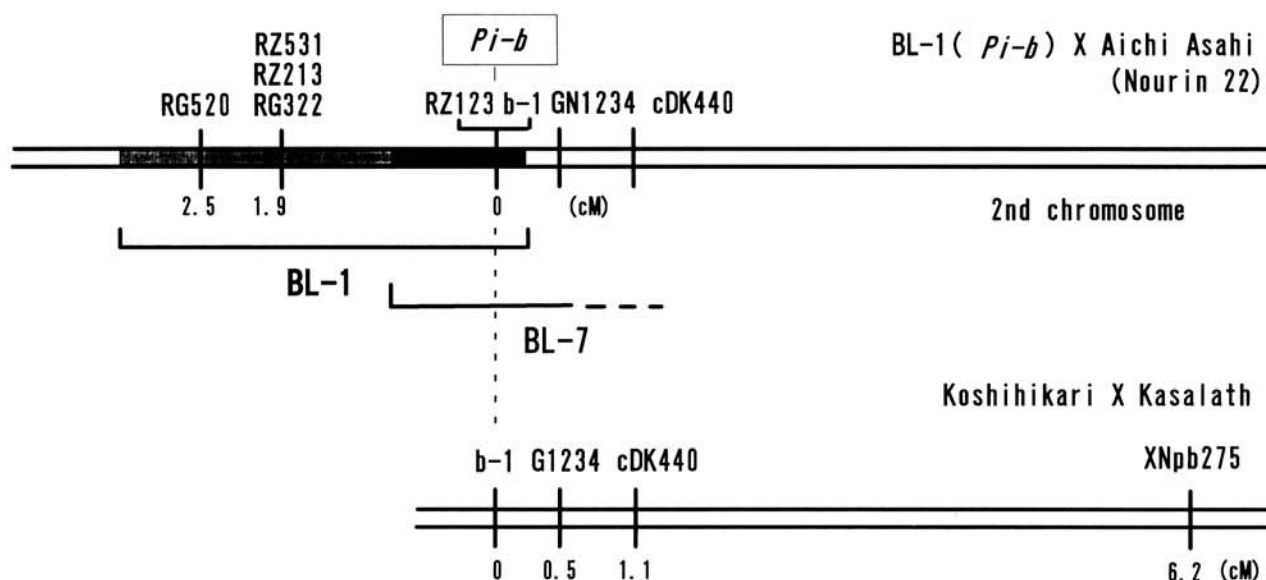 Pi-b
BL-1( Pi-b) X Aichi Asahi
(Nourin 22)
RZ531
RZ213
RG520 RG322 RZ123 b-1 GN1234 cDK440
2.5 1.9 0 (cM)
2nd chromosome
BL-1
BL-7
Koshihikari X Kasalath
b-1 G1234 cDK440 XNpb275
0 0.5 1.1 6.2 (cM)